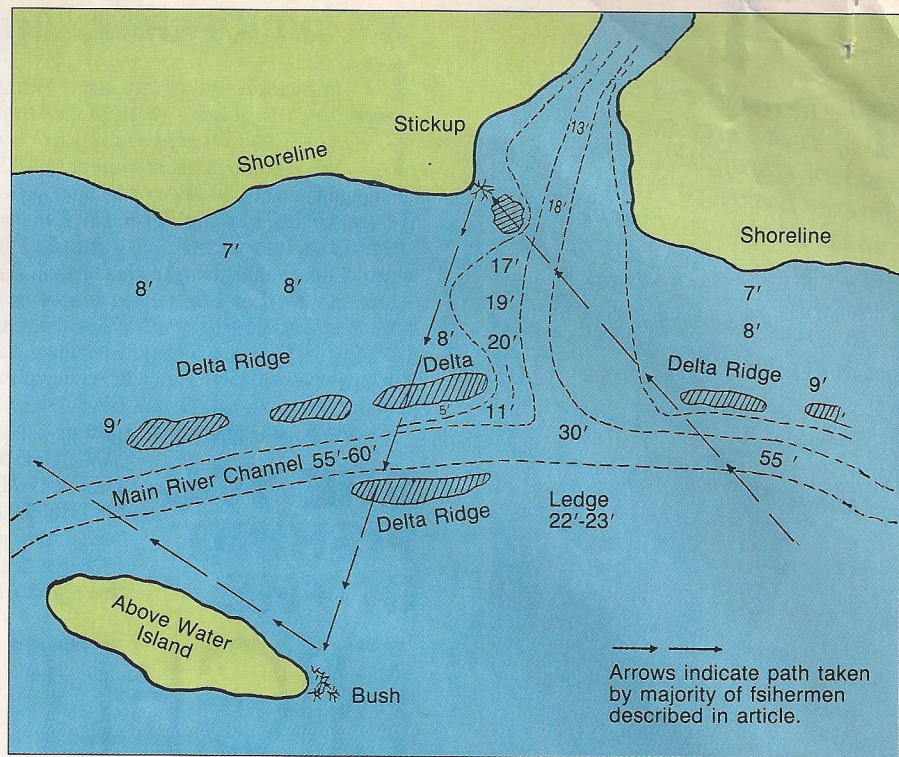 13'
Stickup
Shoreline
18'
Shoreline
7'
8'
8'
17'
7'
19'
8'
8'
20'
Delta Ridge
Delta
Delta Ridge
9'
5'
11'
9'
30'
55'
Main River Channel 55'-60'
Ledge
22'-23'
Delta Ridge
Above Water
Island
Bush
Arrows indicate path taken
by majority of fsihermen
described in article.